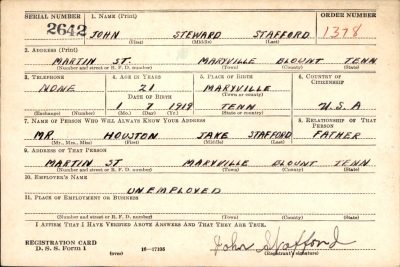 SERIAL NUMBER 1. NAME (Print) ORDER NUMBER
2642 JOHN STEWARD STAFFORD 1378
(First) (Middle) (Last)
2. ADDRESS (Print)
MARTIN ST. MARYVILLE BLOUNT TENN
(Number and street or R. F. D. number) (Town) (County) (State)
3. TELEPHONE 4. AGE IN YEARS 5. PLACE OF BIRTH 6. COUNTRY OF CITIZENSHIP
NONE 21 MARYVILLE
DATE OF BIRTH (Town or county)
1 7 1919 TENN U.S.A
(Exchange) (Number) (Mo.) (Day) (Yr.) (State or country)
7. NAME OF PERSON WHO WILL ALWAYS KNOW YOUR ADDRESS 8. RELATIONSHIP OF THAT PERSON
MR. HOUSTON JAKE STAFFORD FATHER
(Mr., Mrs., Miss) (First) (Middle) (Last)
9. ADDRESS OF THAT PERSON
MARTIN ST MARYVILLE BLOUNT TENN
(Number and street or R. F. D. number) (Town) (County) (State)
10. EMPLOYER'S NAME
UNEMPLOYED
11. PLACE OF EMPLOYMENT OR BUSINESS
(Number and street or R. F. D. number) (Town) (County) (State)
I AFFIRM THAT I HAVE VERIFIED ABOVE ANSWERS AND THAT THEY ARE TRUE.
REGISTRATION CARD John Stafford
D. S. S. Form 1 (over) 16—17105 (Registrant's signature)